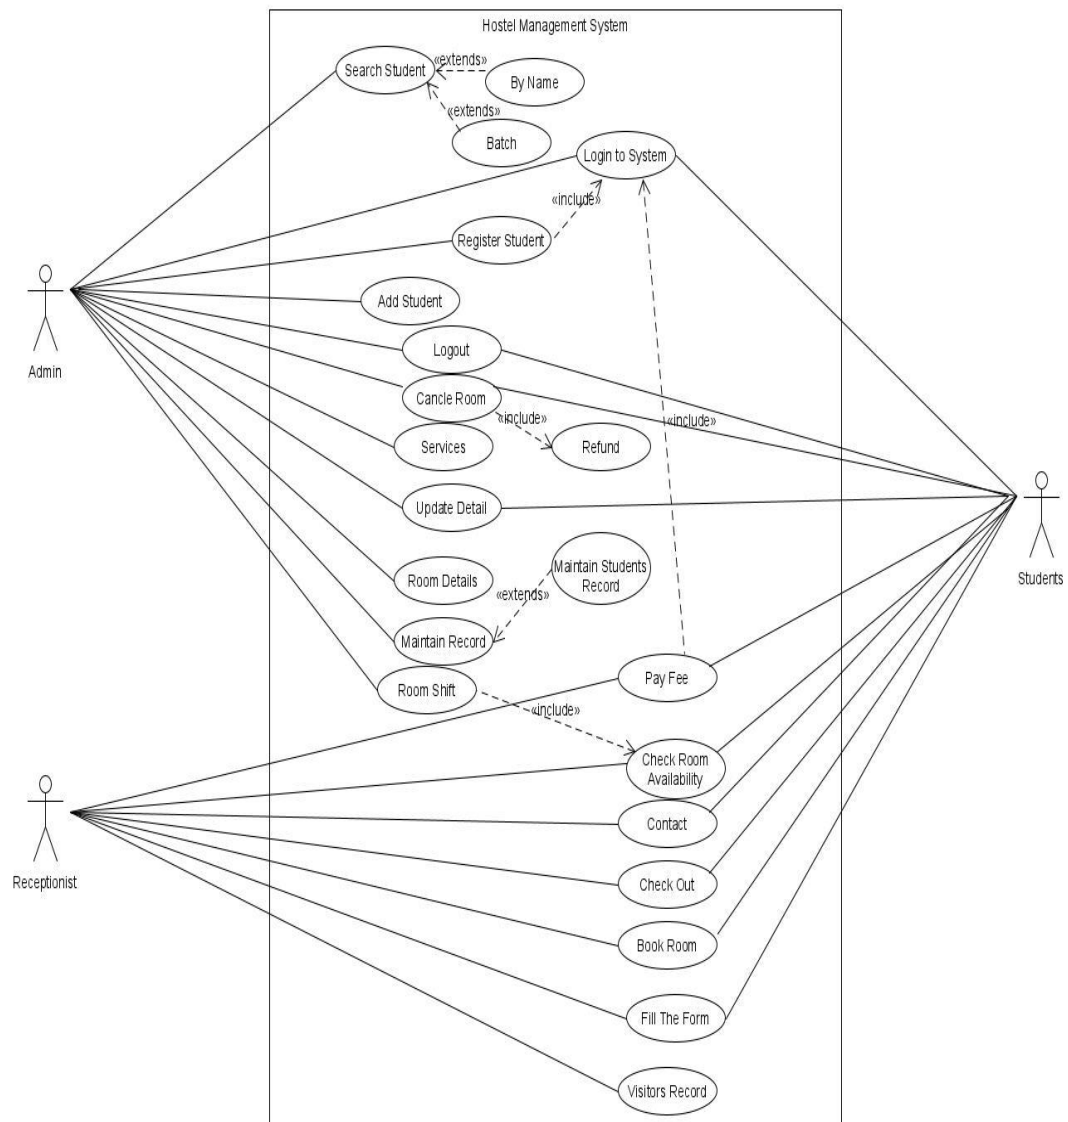 Hostel Management System
«extends»
Search Student
By Name
«extends»
Batch
Login to System
«include»
Register Student
Add Student
Logout
Admin
Cancle Room
«include»
«include»
Services
Refund
Update Detail
Maintain Students
Record
Room Details
Students
«extends»
Maintain Record
Pay Fee
Room Shift
«include»
Check Room
Availability
Contact
Receptionist
Check Out
Book Room
Fill The Form
Visitors Record